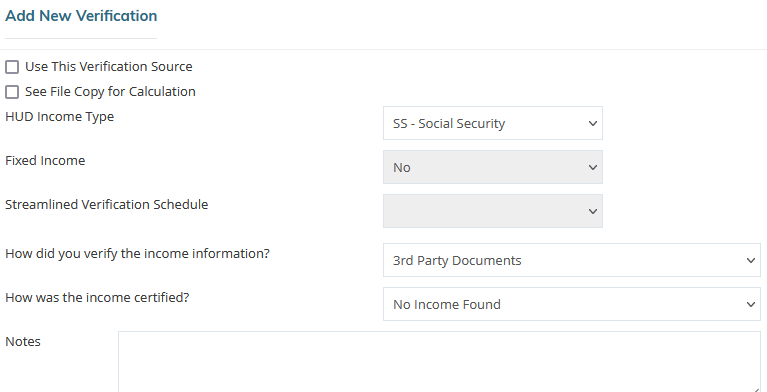 Add New Verification
Use This Verification Source
See File Copy for Calculation
HUD Income Type
SS - Social Security
Fixed Income
No
Streamlined Verification Schedule
How did you verify the income information?
3rd Party Documents
How was the income certified?
No Income Found
Notes